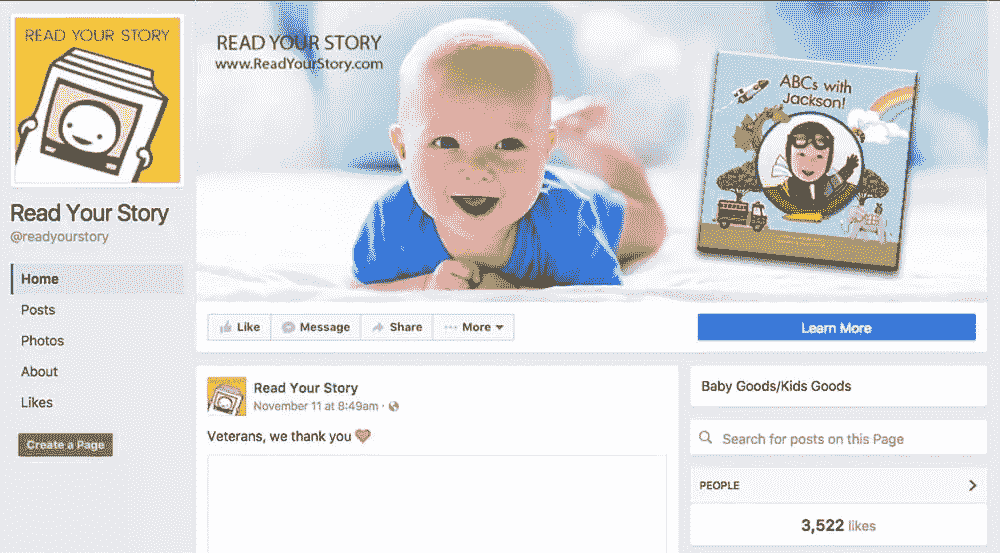 READ YOUR STORY
Read Your Story
@readyourstory
Home
Posts
Photos
About
Likes
Create a Page
READ YOUR STORY
www.ReadYourStory.com
ABCs with
Jackson!
Like
Message
Share
More
Learn More
Read Your Story
November 11 at 8:49am
Veterans, we thank you
Baby Goods/Kids Goods
Search for posts on this Page
PEOPLE
3,522 likes